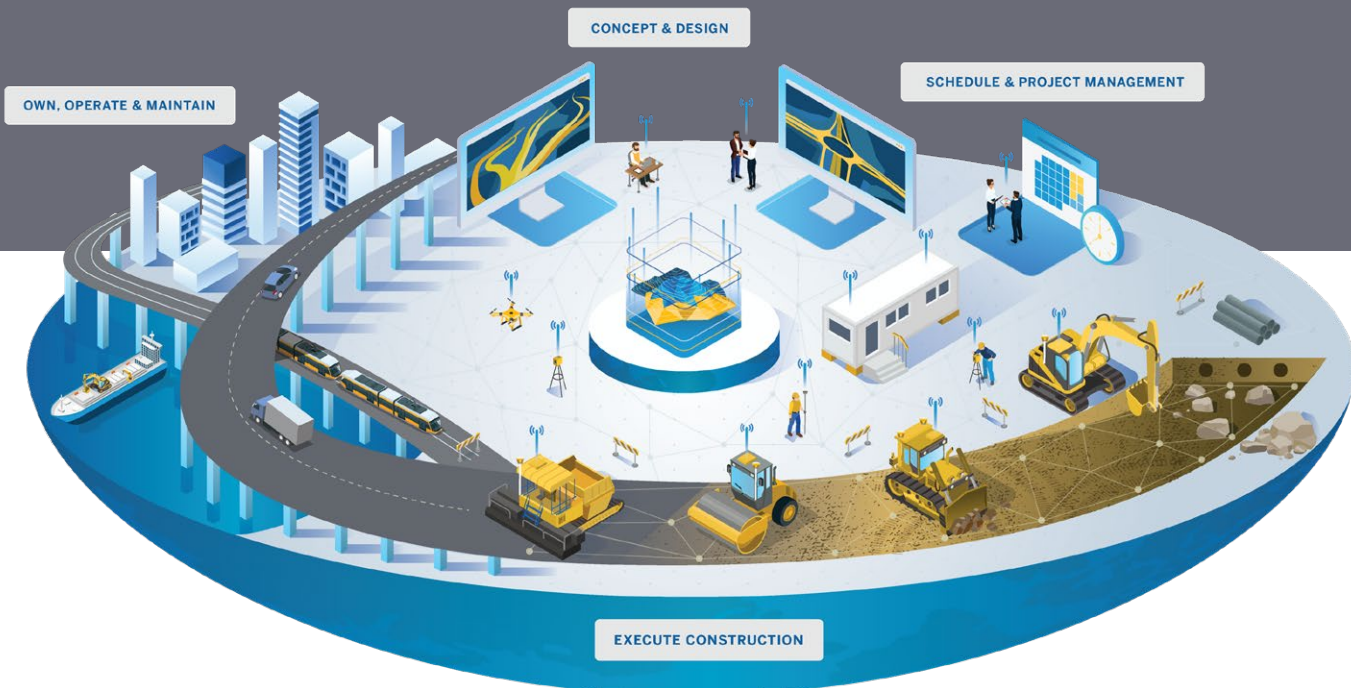 CONCEPT & DESIGN
OWN, OPERATE & MAINTAIN
SCHEDULE & PROJECT MANAGEMENT
EXECUTE CONSTRUCTION